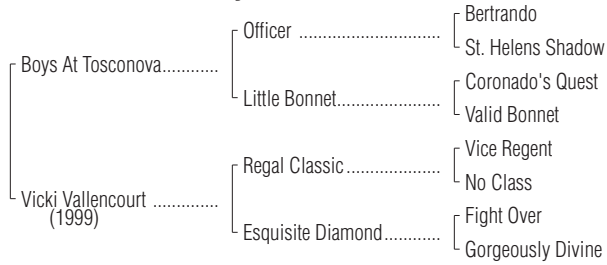 Bertrando
Officer ..................................
St. Helens Shadow
Boys At Tosconova............
Coronado's Quest
Little Bonnet.........................
Valid Bonnet
Vice Regent
Regal Classic.......................
No Class
Vicki Vallencourt ..............
(1999)
Fight Over
Esquisite Diamond.............
Gorgeously Divine